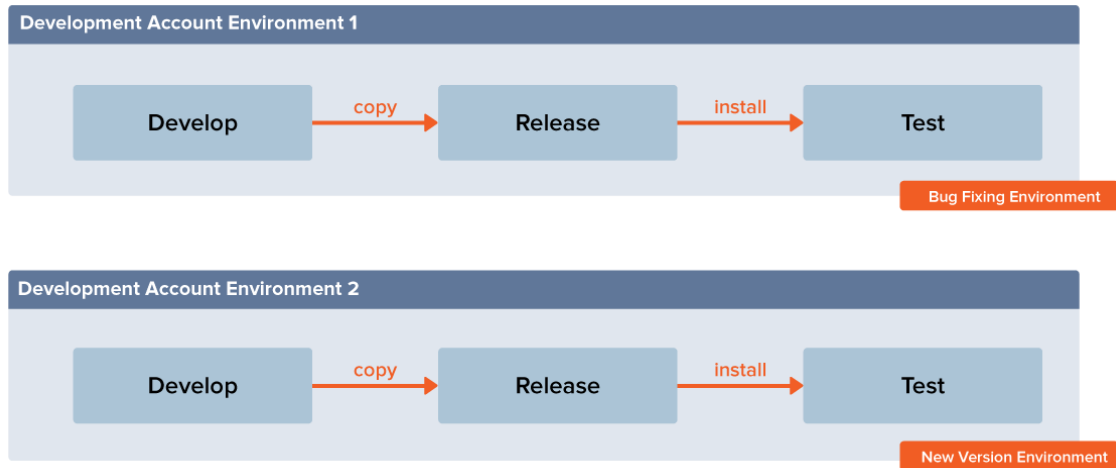 Development Account Environment 1
Develop
copy
Release
install
Test
Bug Fixing Environment
Development Account Environment 2
Develop
copy
Release
install
Test
New Version Environment